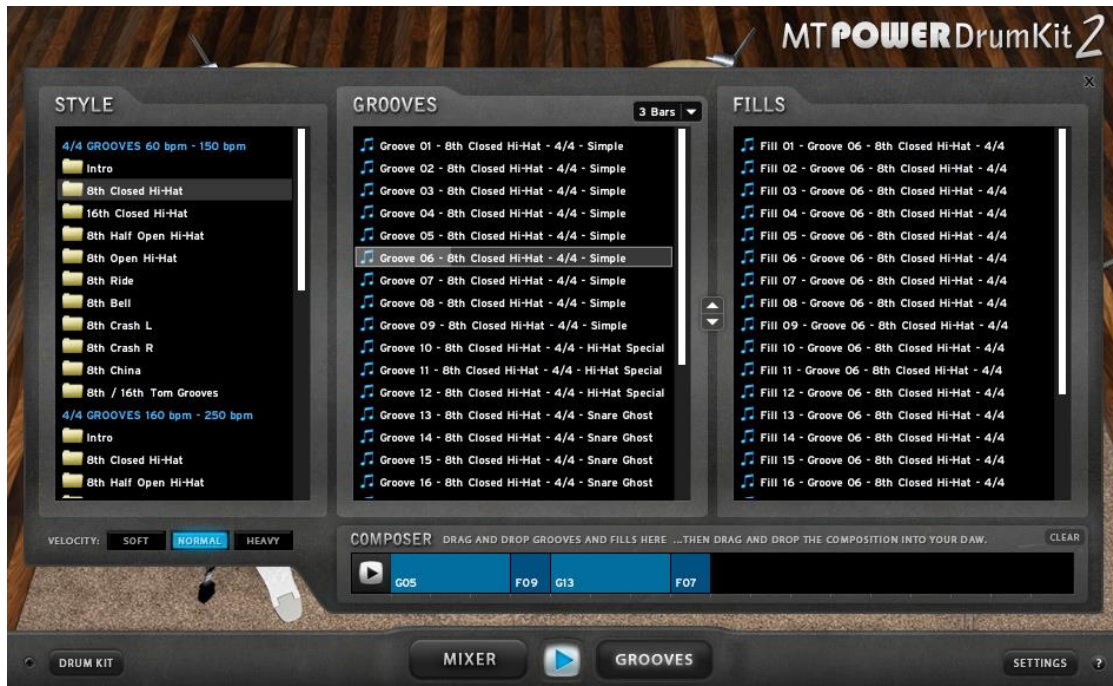 MT POWER DrumKit 2
X
STYLE
4/4 GROOVES 60 bpm - 150 bpm
Intro
8th Closed Hi-Hat
16th Closed Hi-Hat
8th Half Open Hi-Hat
8th Open Hi-Hat
8th Ride
8th Bell
8th Crash L
8th Crash R
8th China
8th / 16th Tom Grooves
4/4 GROOVES 160 bpm - 250 bpm
Intro
8th Closed Hi-Hat
8th Half Open Hi-Hat
GROOVES
3 Bars
Groove 01 - 8th Closed Hi-Hat - 4/4 - Simple
Groove 02 - 8th Closed Hi-Hat - 4/4 - Simple
Groove 03 - 8th Closed Hi-Hat - 4/4 - Simple
Groove 04 - 8th Closed Hi-Hat - 4/4 - Simple
Groove 05 - 8th Closed Hi-Hat - 4/4 - Simple
Groove 06 - 8th Closed Hi-Hat - 4/4 - Simple
Groove 07 - 8th Closed Hi-Hat - 4/4 - Simple
Groove 08 - 8th Closed Hi-Hat - 4/4 - Simple
Groove 09 - 8th Closed Hi-Hat - 4/4 - Simple
Groove 10 - 8th Closed Hi-Hat - 4/4 - Hi-Hat Special
Groove 11 - 8th Closed Hi-Hat - 4/4 - Hi-Hat Special
Groove 12 - 8th Closed Hi-Hat - 4/4 - Hi-Hat Special
Groove 13 - 8th Closed Hi-Hat - 4/4 - Snare Ghost
Groove 14 - 8th Closed Hi-Hat - 4/4 - Snare Ghost
Groove 15 - 8th Closed Hi-Hat - 4/4 - Snare Ghost
Groove 16 - 8th Closed Hi-Hat - 4/4 - Snare Ghost
FILLS
Fill 01 - Groove 06 - 8th Closed Hi-Hat - 4/4
Fill 02 - Groove 06 - 8th Closed Hi-Hat - 4/4
Fill 03 - Groove 06 - 8th Closed Hi-Hat - 4/4
Fill 04 - Groove 06 - 8th Closed Hi-Hat - 4/4
Fill 05 - Groove 06 - 8th Closed Hi-Hat - 4/4
Fill 06 - Groove 06 - 8th Closed Hi-Hat - 4/4
Fill 07 - Groove 06 - 8th Closed Hi-Hat - 4/4
Fill 08 - Groove 06 - 8th Closed Hi-Hat - 4/4
Fill 09 - Groove 06 - 8th Closed Hi-Hat - 4/4
Fill 10 - Groove 06 - 8th Closed Hi-Hat - 4/4
Fill 11 - Groove 06 - 8th Closed Hi-Hat - 4/4
Fill 12 - Groove 06 - 8th Closed Hi-Hat - 4/4
Fill 13 - Groove 06 - 8th Closed Hi-Hat - 4/4
Fill 14 - Groove 06 - 8th Closed Hi-Hat - 4/4
Fill 15 - Groove 06 - 8th Closed Hi-Hat - 4/4
Fill 16 - Groove 06 - 8th Closed Hi-Hat - 4/4
VELOCITY: SOFT NORMAL HEAVY
COMPOSER DRAG AND DROP GROOVES AND FILLS HERE ...THEN DRAG AND DROP THE COMPOSITION INTO YOUR DAW. CLEAR
G05 F09 G13 F07
DRUM KIT MIXER GROOVES SETTINGS ?